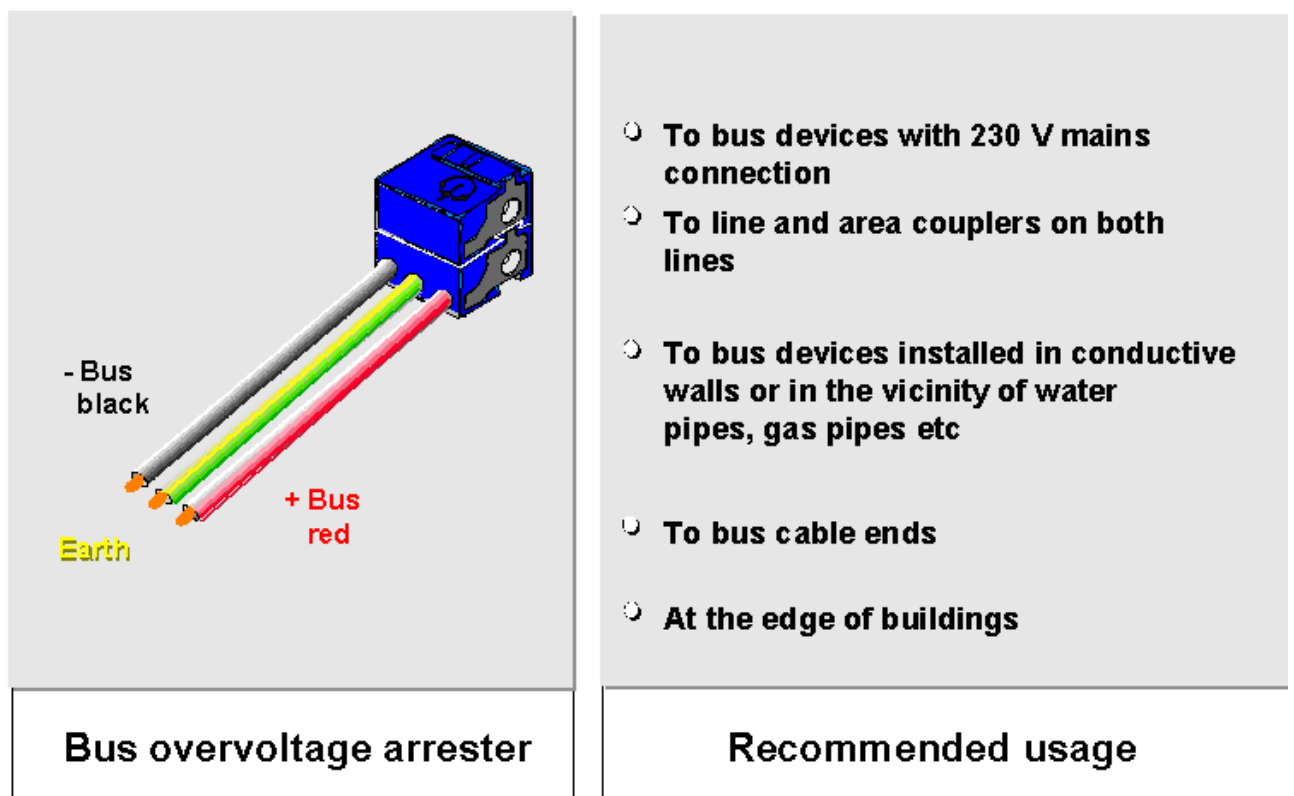 - Bus
black
Earth
+ Bus
red
Bus overvoltage arrester
To bus devices with 230 V mains
connection
To line and area couplers on both
lines
To bus devices installed in conductive
walls or in the vicinity of water
pipes, gas pipes etc
To bus cable ends
At the edge of buildings
Recommended usage